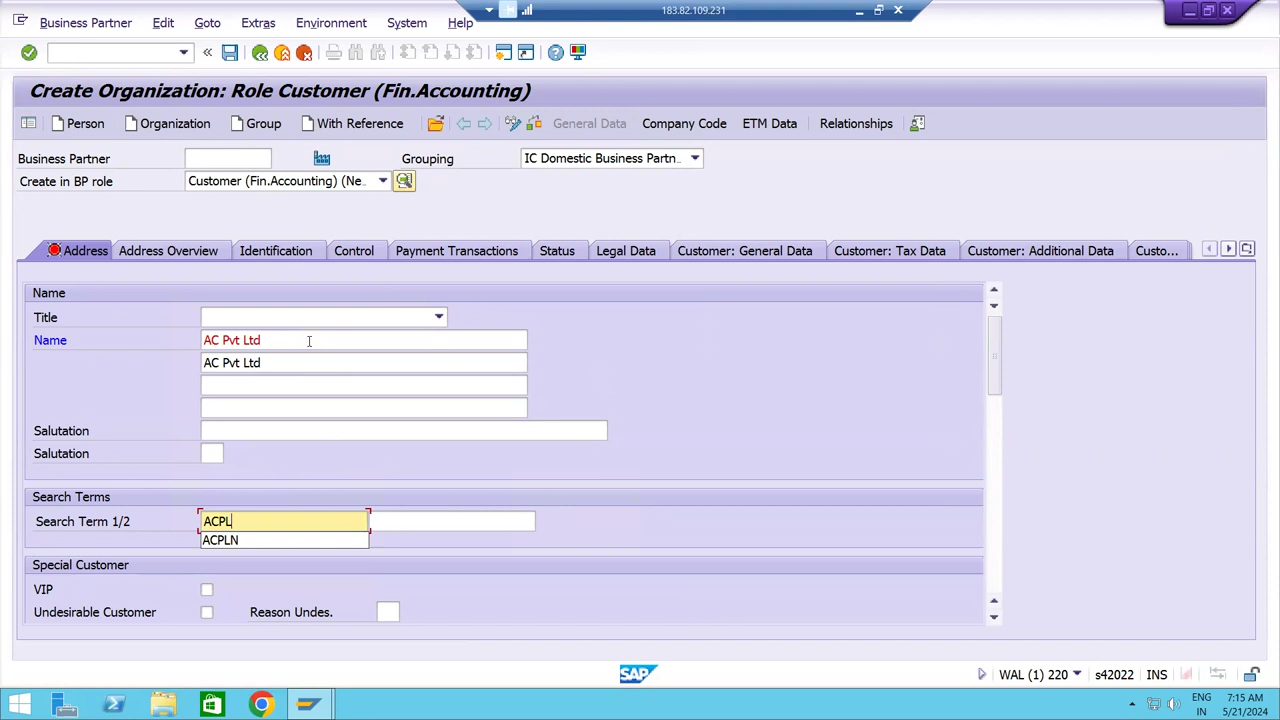 183.82.109.231
Business Partner Edit Goto Extras Environment System Help
Create Organization: Role Customer (Fin.Accounting)
Person Organization Group With Reference General Data Company Code ETM Data Relationships
Business Partner Grouping IC Domestic Business Partn..
Create in BP role Customer (Fin.Accounting) (Ne..
Address Address Overview Identification Control Payment Transactions Status Legal Data Customer: General Data Customer: Tax Data Customer: Additional Data Custo...
Name
Title
Name AC Pvt Ltd
AC Pvt Ltd
Salutation
Salutation
Search Terms
Search Term 1/2 ACPL
ACPLN
Special Customer
VIP
Undesirable Customer Reason Undes.
SAP WAL (1) 220 s42022 INS
ENG 7:15 AM
IN 5/21/2024